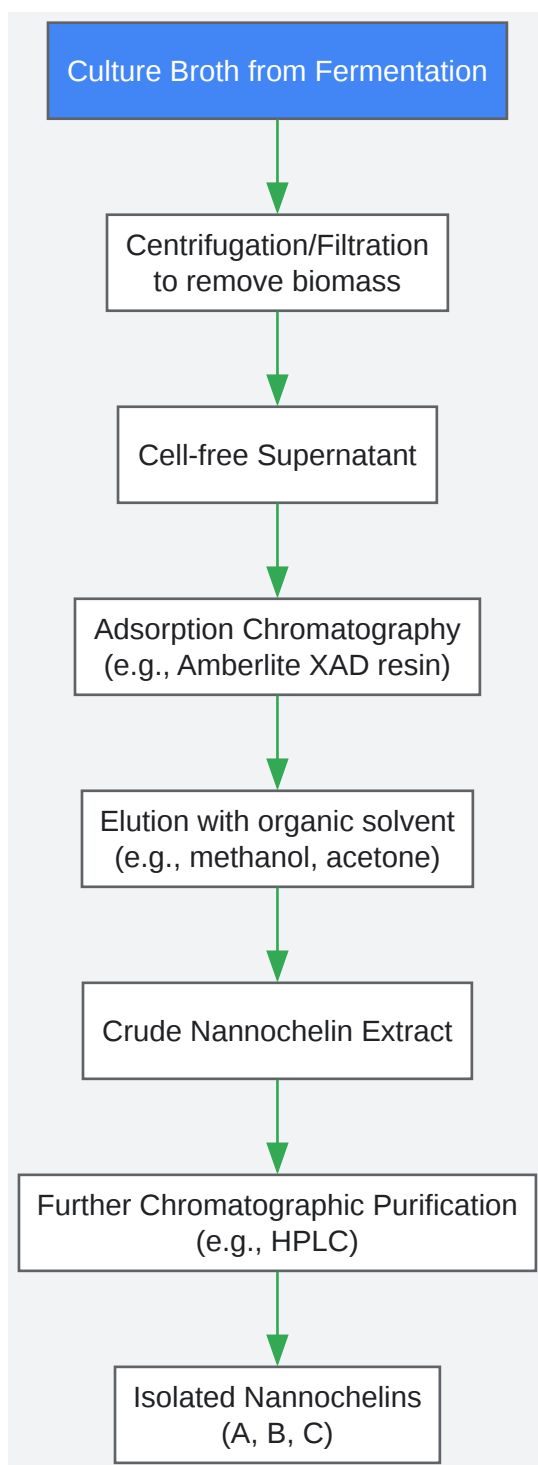 Culture Broth from Fermentation
Centrifugation/Filtration
to remove biomass
Cell-free Supernatant
Adsorption Chromatography
(e.g., Amberlite XAD resin)
Elution with organic solvent
(e.g., methanol, acetone)
Crude Nannochelin Extract
Further Chromatographic Purification
(e.g., HPLC)
Isolated Nannochelins
(A, B, C)